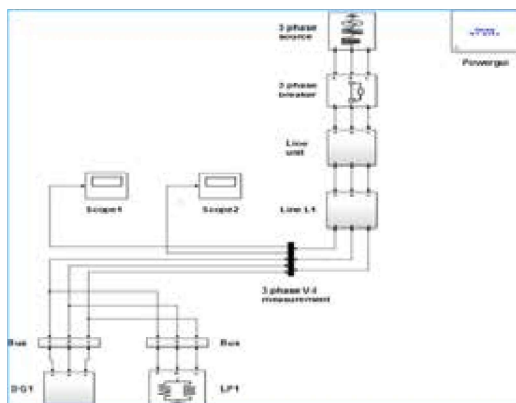 3 phase
source
Powergui
3 phase
breaker
Line
unit
Scope1
Scope2
Line L1
3 phase V-I
measurement
Bus
Bus
DG1
LP1